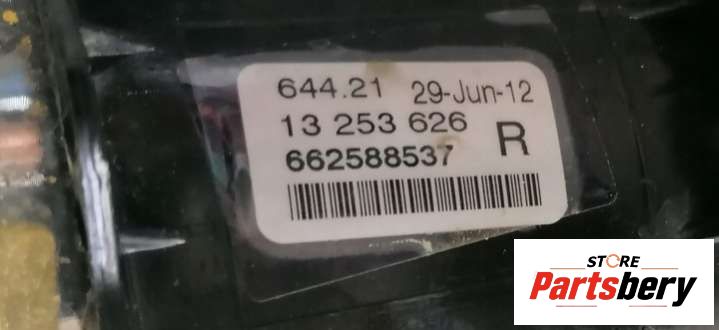 644.21 29-Jun-12
13 253 626 R
662588537
STORE
Partsbery